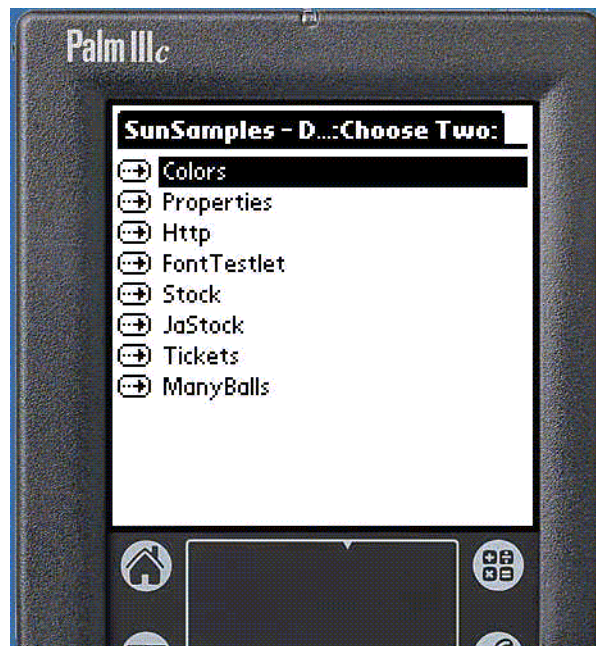 Palm IIIc
SunSamples - D...:Choose Two:
Colors
Properties
Http
FontTestlet
Stock
JaStock
Tickets
ManyBalls